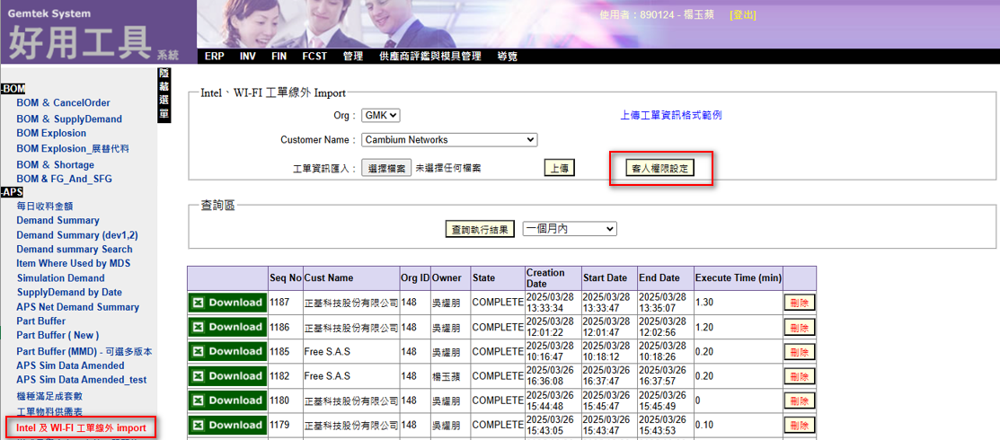 Gemtek System
好用工具 系統
使用者：890124 - 楊玉蘋 [登出]
ERP INV FIN FCST 管理 供應商評鑑與模具管理 導覽
隱藏選單
-BOM
BOM & CancelOrder
BOM & SupplyDemand
BOM Explosion
BOM Explosion_展替代料
BOM & Shortage
BOM & FG_And_SFG
-APS
每日收料金額
Demand Summary
Demand Summary (dev1,2)
Demand summary Search
Item Where Used by MDS
Simulation Demand
SupplyDemand by Date
APS Net Demand Summary
Part Buffer
Part Buffer ( New )
Part Buffer (MMD) - 可選多版本
APS Sim Data Amended
APS Sim Data Amended_test
機種滿足成套數
工單物料供需表
Intel 及 WI-FI 工單線外 import
Intel、WI-FI 工單線外 Import
Org： GMK 上傳工單資訊格式範例
Customer Name： Cambium Networks
工單資訊匯入： 選擇檔案 未選擇任何檔案 上傳 客人權限設定
查詢區
查詢執行結果 一個月內
Seq No Cust Name Org ID Owner State Creation Date Start Date End Date Execute Time (min)
Download 1187 正基科技股份有限公司 148 吳耀朋 COMPLETE 2025/03/28 13:33:34 2025/03/28 13:33:47 2025/03/28 13:35:07 1.30 刪除
Download 1186 正基科技股份有限公司 148 吳耀朋 COMPLETE 2025/03/28 12:01:22 2025/03/28 12:01:47 2025/03/28 12:02:56 1.20 刪除
Download 1185 Free S.A.S 148 吳耀朋 COMPLETE 2025/03/28 10:16:47 2025/03/28 10:18:12 2025/03/28 10:18:26 0.20 刪除
Download 1182 Free S.A.S 148 楊玉蘋 COMPLETE 2025/03/26 16:36:08 2025/03/26 16:37:47 2025/03/26 16:37:57 0.20 刪除
Download 1180 正基科技股份有限公司 148 吳耀朋 COMPLETE 2025/03/26 15:44:48 2025/03/26 15:45:47 2025/03/26 15:45:49 0 刪除
Download 1179 正基科技股份有限公司 148 吳耀朋 COMPLETE 2025/03/26 15:43:05 2025/03/26 15:43:47 2025/03/26 15:43:53 0.10 刪除